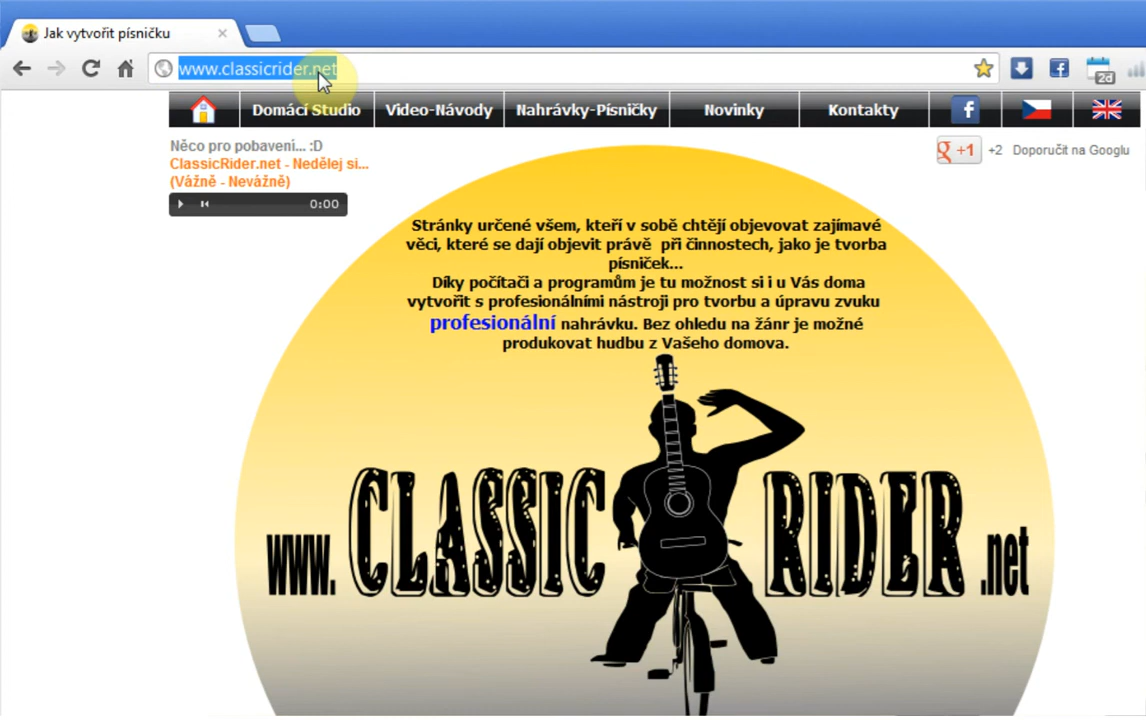 Jak vytvořit písničku
www.classicrider.net
2d
Domácí Studio Video-Návody Nahrávky-Písničky Novinky Kontakty f
Něco pro pobavení... :D
ClassicRider.net - Nedělej si...
(Vážně - Nevážně)
0:00
g +1 +2 Doporučit na Googlu
Stránky určené všem, kteří v sobě chtějí objevovat zajímavé
věci, které se dají objevit právě při činnostech, jako je tvorba
písniček...
Díky počítači a programům je tu možnost si i u Vás doma
vytvořit s profesionálními nástroji pro tvorbu a úpravu zvuku
profesionální nahrávku. Bez ohledu na žánr je možné
produkovat hudbu z Vašeho domova.
www. CLASSIC RIDER .net